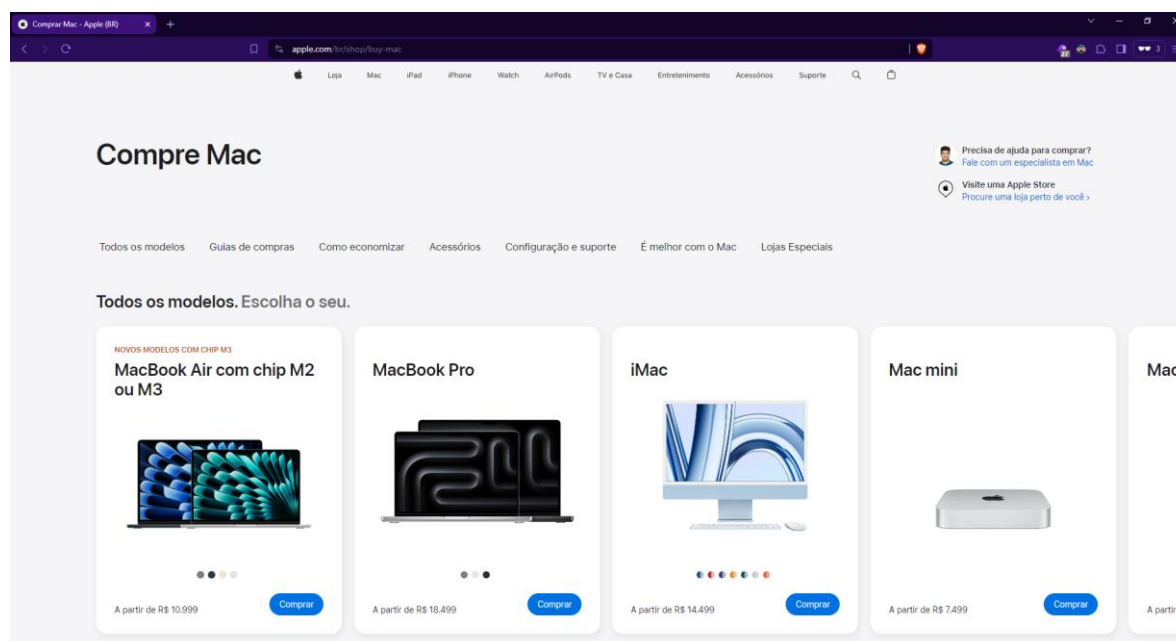 Comprar Mac - Apple (BR)
apple.com/br/shop/buy-mac
27
3
Loja Mac iPad iPhone Watch AirPods TV e Casa Entretenimento Acessórios Suporte
Compre Mac
Precisa de ajuda para comprar?
Fale com um especialista em Mac
Visite uma Apple Store
Procure uma loja perto de você ›
Todos os modelos Guias de compras Como economizar Acessórios Configuração e suporte É melhor com o Mac Lojas Especiais
Todos os modelos. Escolha o seu.
NOVOS MODELOS COM CHIP M3
MacBook Air com chip M2
ou M3
A partir de R$ 10.999
Comprar
MacBook Pro
A partir de R$ 18.499
Comprar
iMac
A partir de R$ 14.499
Comprar
Mac mini
A partir de R$ 7.499
Comprar
Mac
A partir